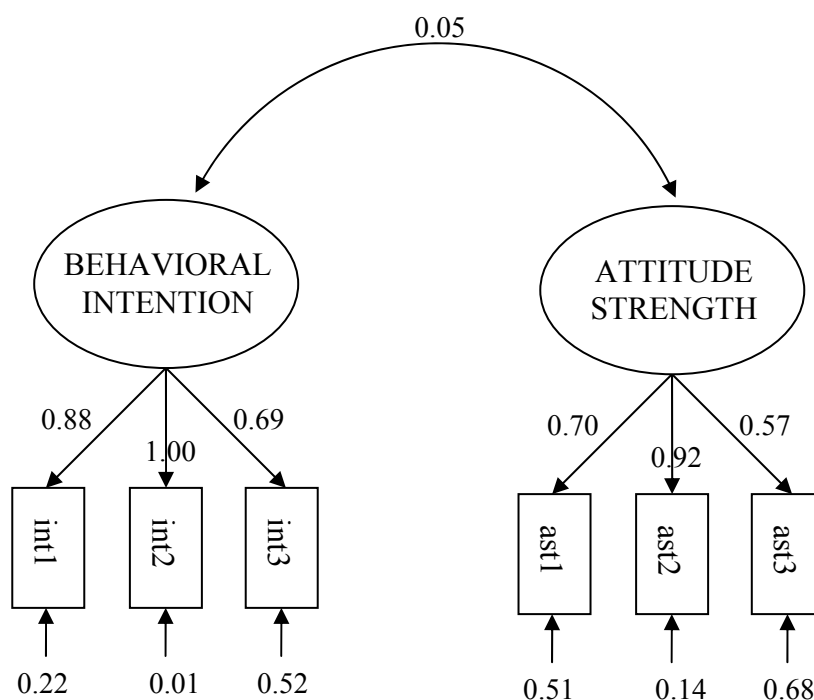 0.05
BEHAVIORAL
INTENTION
ATTITUDE
STRENGTH
0.88
1.00
0.69
0.70
0.92
0.57
int1
int2
int3
ast1
ast2
ast3
0.22
0.01
0.52
0.51
0.14
0.68